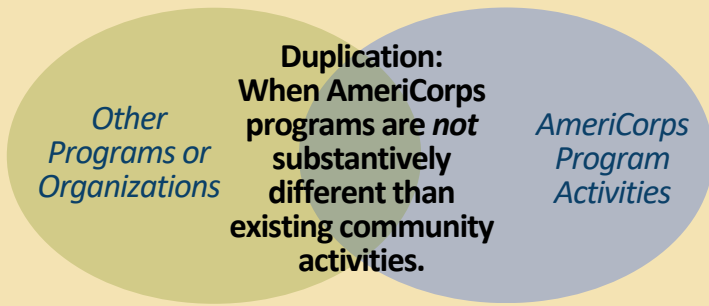 Other
Programs or
Organizations
Duplication:
When AmeriCorps
programs are not
substantively
different than
existing community
activities.
AmeriCorps
Program
Activities